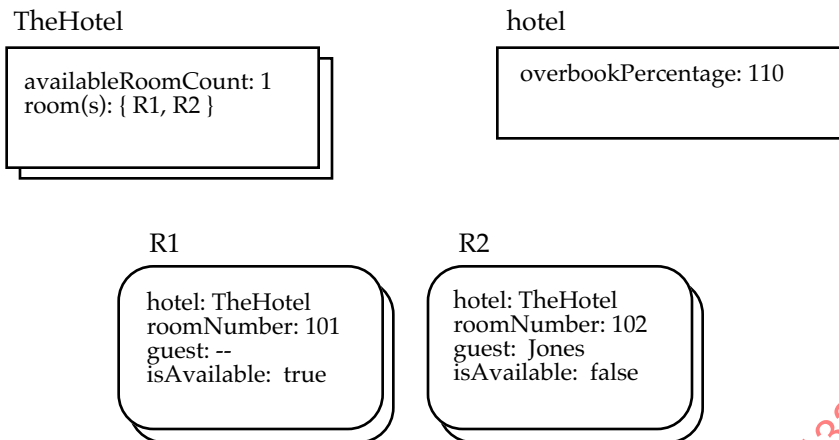 TheHotel
availableRoomCount: 1
room(s): { R1, R2 }
hotel
overbookPercentage: 110
R1
hotel: TheHotel
roomNumber: 101
guest: --
isAvailable: true
R2
hotel: TheHotel
roomNumber: 102
guest: Jones
isAvailable: false